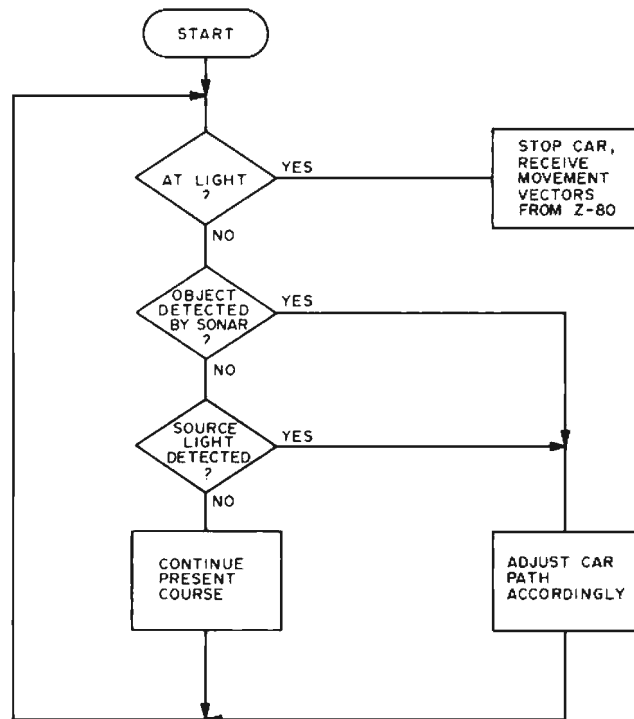 START
AT LIGHT
?
YES
STOP CAR,
RECEIVE
MOVEMENT
VECTORS
FROM Z-80
NO
OBJECT
DETECTED
BY SONAR
?
YES
NO
SOURCE
LIGHT
DETECTED
?
YES
NO
CONTINUE
PRESENT
COURSE
ADJUST CAR
PATH
ACCORDINGLY